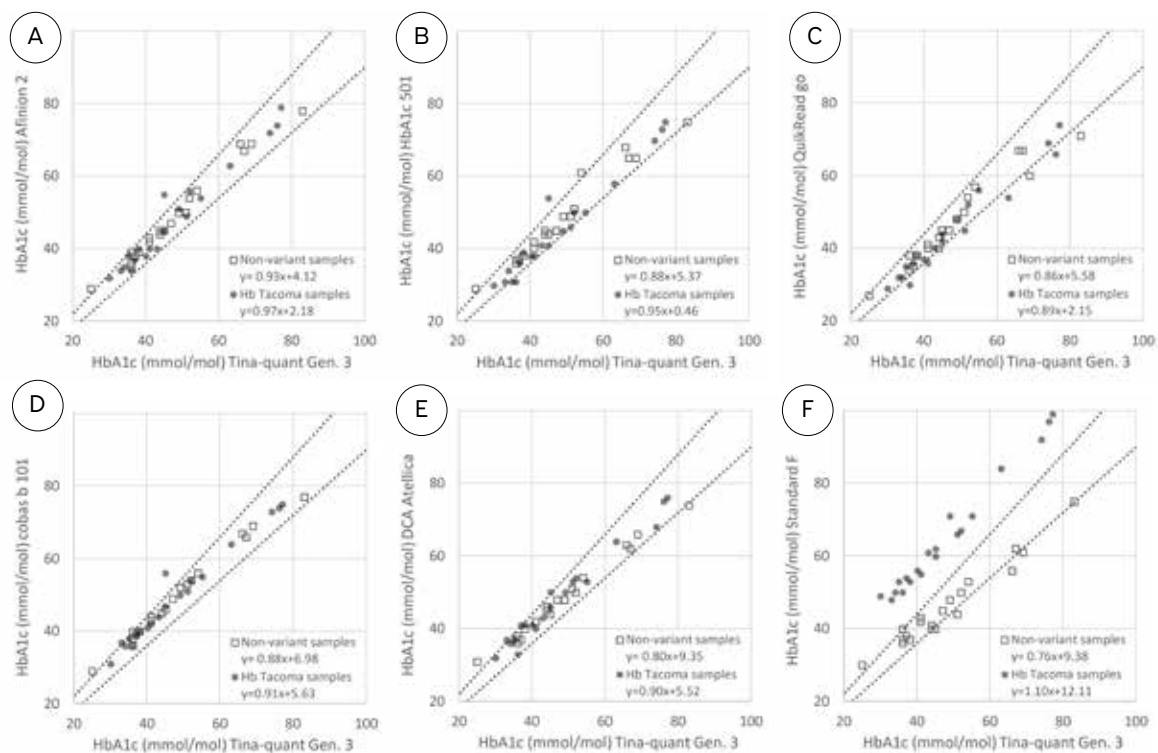 A
HbA1c (mmol/mol) Afinion 2
80
60
40
20
Non-variant samples
y= 0.93x+4.12
Hb Tacoma samples
y=0.97x+2.18
20 40 60 80 100
HbA1c (mmol/mol) Tina-quant Gen. 3
B
HbA1c (mmol/mol) HbA1c 501
80
60
40
20
Non-variant samples
y= 0.88x+5.37
Hb Tacoma samples
y=0.95x+0.46
20 40 60 80 100
HbA1c (mmol/mol) Tina-quant Gen. 3
C
HbA1c (mmol/mol) QuikRead go
80
60
40
20
Non-variant samples
y= 0.86x+5.58
Hb Tacoma samples
y=0.89x+2.15
20 40 60 80 100
HbA1c (mmol/mol) Tina-quant Gen. 3
D
HbA1c (mmol/mol) cobas b 101
80
60
40
20
Non-variant samples
y= 0.88x+6.98
Hb Tacoma samples
y=0.91x+5.63
20 40 60 80 100
HbA1c (mmol/mol) Tina-quant Gen. 3
E
HbA1c (mmol/mol) DCA Atellica
80
60
40
20
Non-variant samples
y= 0.80x+9.35
Hb Tacoma samples
y=0.90x+5.52
20 40 60 80 100
HbA1c (mmol/mol) Tina-quant Gen. 3
F
HbA1c (mmol/mol) Standard F
80
60
40
20
Non-variant samples
y= 0.76x+9.38
Hb Tacoma samples
y=1.10x+12.11
20 40 60 80 100
HbA1c (mmol/mol) Tina-quant Gen. 3